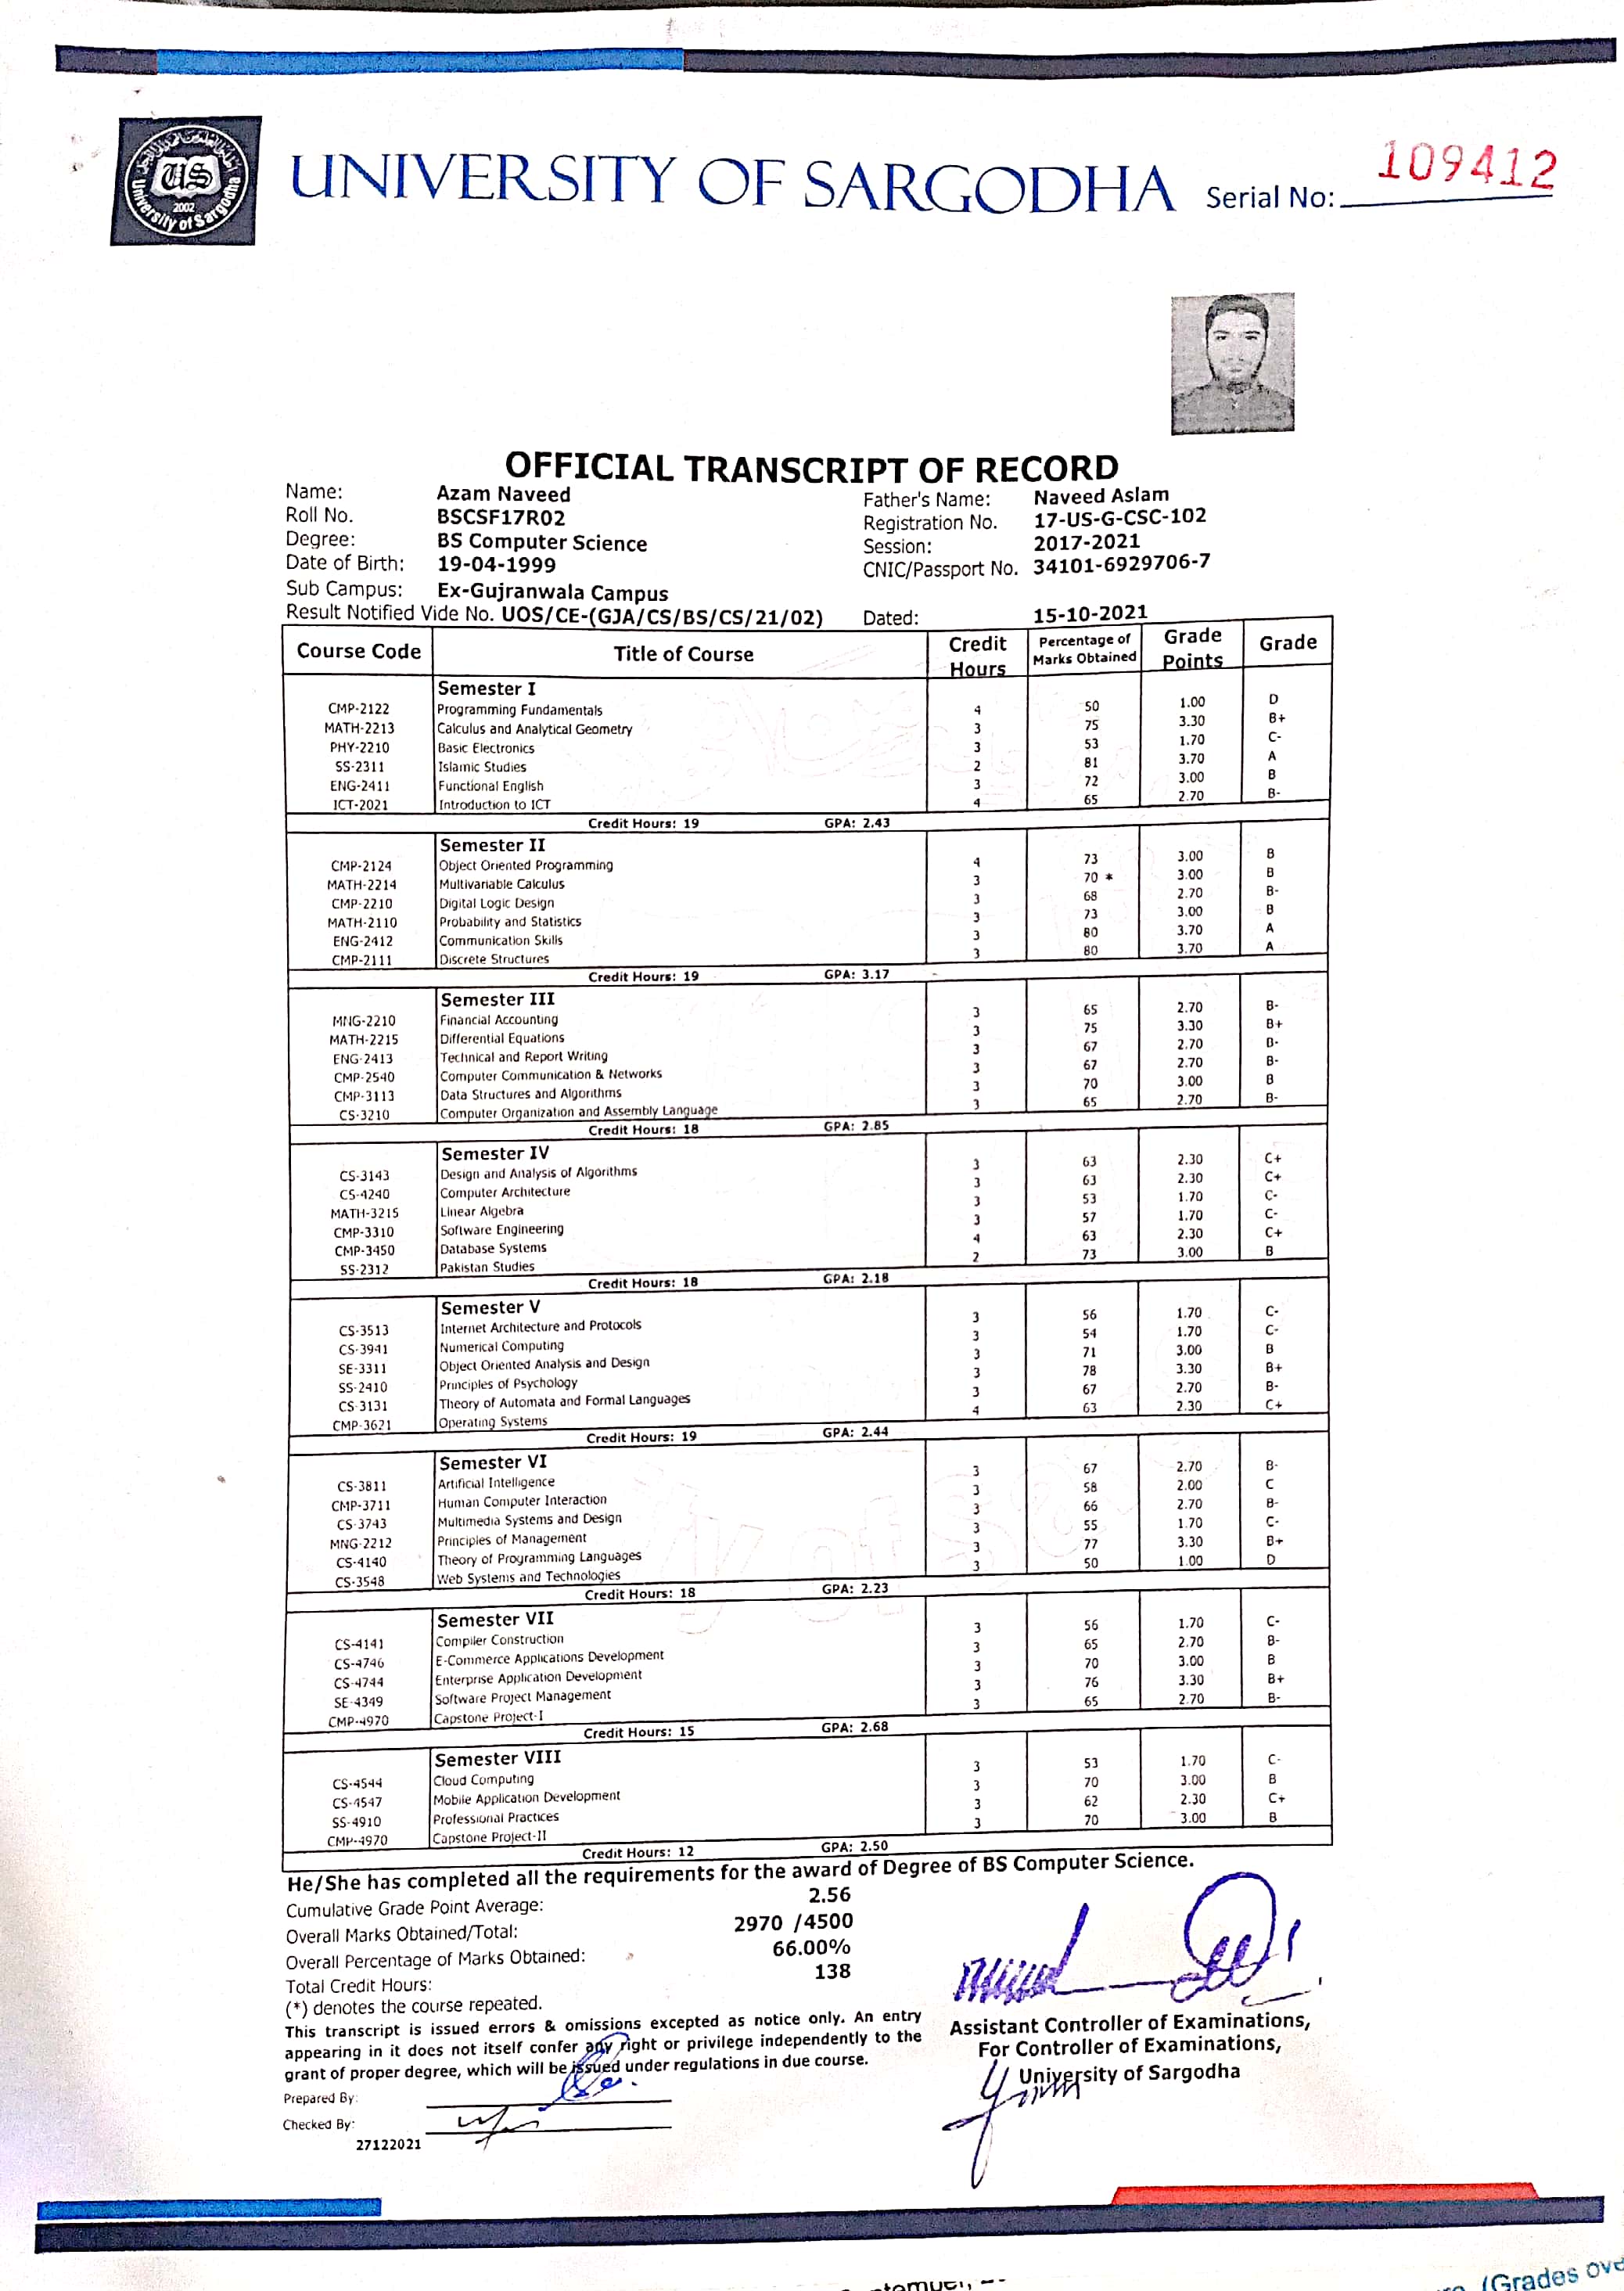 UNIVERSITY OF SARGODHA Serial No: 109412
US
2002
University of Sargodha
OFFICIAL TRANSCRIPT OF RECORD
Name: Azam Naveed Father's Name: Naveed Aslam
Roll No. BSCSF17R02 Registration No. 17-US-G-CSC-102
Degree: BS Computer Science Session: 2017-2021
Date of Birth: 19-04-1999 CNIC/Passport No. 34101-6929706-7
Sub Campus: Ex-Gujranwala Campus
Result Notified Vide No. UOS/CE-(GJA/CS/BS/CS/21/02) Dated: 15-10-2021
Course Code Title of Course Credit Hours Percentage of Marks Obtained Grade Points Grade
Semester I
CMP-2122 Programming Fundamentals 4 50 1.00 D
MATH-2213 Calculus and Analytical Geometry 3 75 3.30 B+
PHY-2210 Basic Electronics 3 53 1.70 C-
SS-2311 Islamic Studies 2 81 3.70 A
ENG-2411 Functional English 3 72 3.00 B
ICT-2021 Introduction to ICT 4 65 2.70 B-
Credit Hours: 19 GPA: 2.43
Semester II
CMP-2124 Object Oriented Programming 4 73 3.00 B
MATH-2214 Multivariable Calculus 3 70 * 3.00 B
CMP-2210 Digital Logic Design 3 68 2.70 B-
MATH-2110 Probability and Statistics 3 73 3.00 B
ENG-2412 Communication Skills 3 80 3.70 A
CMP-2111 Discrete Structures 3 80 3.70 A
Credit Hours: 19 GPA: 3.17
Semester III
MNG-2210 Financial Accounting 3 65 2.70 B-
MATH-2215 Differential Equations 3 75 3.30 B+
ENG-2413 Technical and Report Writing 3 67 2.70 B-
CMP-2540 Computer Communication & Networks 3 67 2.70 B-
CMP-3113 Data Structures and Algorithms 3 70 3.00 B
CS-3210 Computer Organization and Assembly Language 3 65 2.70 B-
Credit Hours: 18 GPA: 2.85
Semester IV
CS-3143 Design and Analysis of Algorithms 3 63 2.30 C+
CS-4240 Computer Architecture 3 63 2.30 C+
MATH-3215 Linear Algebra 3 53 1.70 C-
CMP-3310 Software Engineering 3 57 1.70 C-
CMP-3450 Database Systems 4 63 2.30 C+
SS-2312 Pakistan Studies 2 73 3.00 B
Credit Hours: 18 GPA: 2.18
Semester V
CS-3513 Internet Architecture and Protocols 3 56 1.70 C-
CS-3941 Numerical Computing 3 54 1.70 C-
SE-3311 Object Oriented Analysis and Design 3 71 3.00 B
SS-2410 Principles of Psychology 3 78 3.30 B+
CS-3131 Theory of Automata and Formal Languages 3 67 2.70 B-
CMP-3621 Operating Systems 4 63 2.30 C+
Credit Hours: 19 GPA: 2.44
Semester VI
CS-3811 Artificial Intelligence 3 67 2.70 B-
CMP-3711 Human Computer Interaction 3 58 2.00 C
CS-3743 Multimedia Systems and Design 3 66 2.70 B-
MNG-2212 Principles of Management 3 55 1.70 C-
CS-4140 Theory of Programming Languages 3 77 3.30 B+
CS-3548 Web Systems and Technologies 3 50 1.00 D
Credit Hours: 18 GPA: 2.23
Semester VII
CS-4141 Compiler Construction 3 56 1.70 C-
CS-4746 E-Commerce Applications Development 3 65 2.70 B-
CS-4744 Enterprise Application Development 3 70 3.00 B
SE-4349 Software Project Management 3 76 3.30 B+
CMP-4970 Capstone Project-I 3 65 2.70 B-
Credit Hours: 15 GPA: 2.68
Semester VIII
CS-4544 Cloud Computing 3 53 1.70 C-
CS-4547 Mobile Application Development 3 70 3.00 B
SS-4910 Professional Practices 3 62 2.30 C+
CMP-4970 Capstone Project-II 3 70 3.00 B
Credit Hours: 12 GPA: 2.50
He/She has completed all the requirements for the award of Degree of BS Computer Science.
Cumulative Grade Point Average: 2.56
Overall Marks Obtained/Total: 2970 /4500
Overall Percentage of Marks Obtained: 66.00%
Total Credit Hours: 138
(*) denotes the course repeated.
This transcript is issued errors & omissions excepted as notice only. An entry
appearing in it does not itself confer any right or privilege independently to the
grant of proper degree, which will be issued under regulations in due course.
Assistant Controller of Examinations,
For Controller of Examinations,
University of Sargodha
Prepared By:
Checked By:
27122021
(Grades